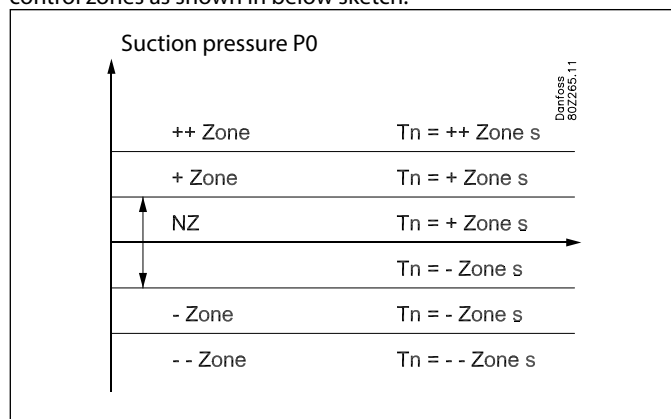 control zones as shown in below sketch.
Suction pressure P0
Danfoss
80Z265.11
++ Zone Tn = ++ Zone s
+ Zone Tn = + Zone s
NZ Tn = + Zone s
Tn = - Zone s
- Zone Tn = - Zone s
- - Zone Tn = - - Zone s